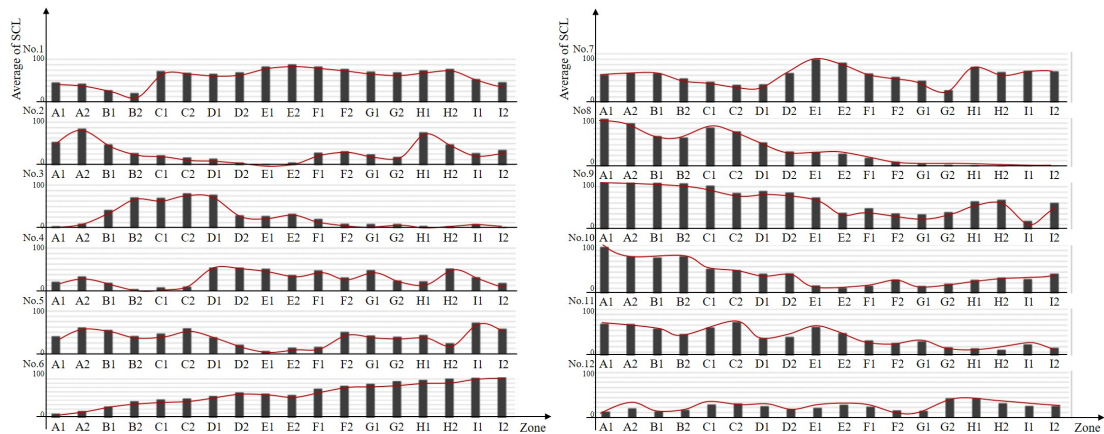 Average of SCL
No.1
100
0
A1 A2 B1 B2 C1 C2 D1 D2 E1 E2 F1 F2 G1 G2 H1 H2 I1 I2
No.2
100
0
A1 A2 B1 B2 C1 C2 D1 D2 E1 E2 F1 F2 G1 G2 H1 H2 I1 I2
No.3
100
0
A1 A2 B1 B2 C1 C2 D1 D2 E1 E2 F1 F2 G1 G2 H1 H2 I1 I2
No.4
100
0
A1 A2 B1 B2 C1 C2 D1 D2 E1 E2 F1 F2 G1 G2 H1 H2 I1 I2
No.5
100
0
A1 A2 B1 B2 C1 C2 D1 D2 E1 E2 F1 F2 G1 G2 H1 H2 I1 I2
No.6
100
0
A1 A2 B1 B2 C1 C2 D1 D2 E1 E2 F1 F2 G1 G2 H1 H2 I1 I2 Zone
Average of SCL
No.7
100
0
A1 A2 B1 B2 C1 C2 D1 D2 E1 E2 F1 F2 G1 G2 H1 H2 I1 I2
No8
100
0
A1 A2 B1 B2 C1 C2 D1 D2 E1 E2 F1 F2 G1 G2 H1 H2 I1 I2
No.9
100
0
A1 A2 B1 B2 C1 C2 D1 D2 E1 E2 F1 F2 G1 G2 H1 H2 I1 I2
No.10
100
0
A1 A2 B1 B2 C1 C2 D1 D2 E1 E2 F1 F2 G1 G2 H1 H2 I1 I2
No.11
100
0
A1 A2 B1 B2 C1 C2 D1 D2 E1 E2 F1 F2 G1 G2 H1 H2 I1 I2
No.12
100
0
A1 A2 B1 B2 C1 C2 D1 D2 E1 E2 F1 F2 G1 G2 H1 H2 I1 I2 Zone